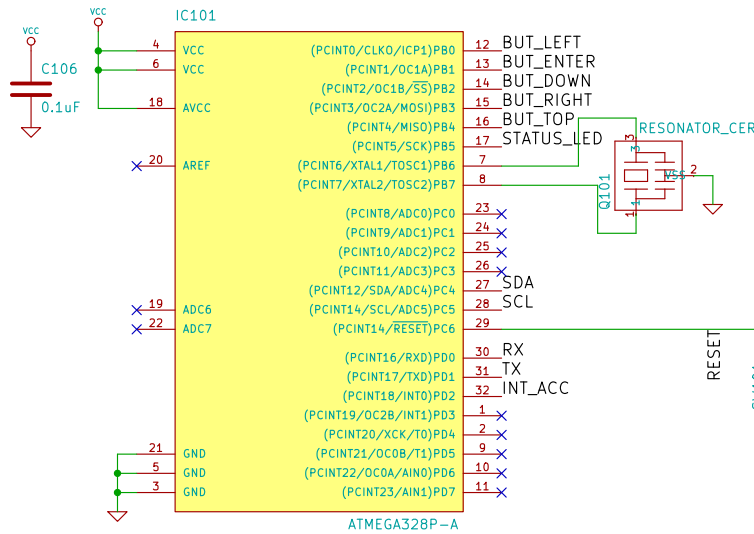 IC101
VCC
VCC
C106
0.1uF
4 VCC
6 VCC
18 AVCC
20 AREF
19 ADC6
22 ADC7
21 GND
5 GND
3 GND
(PCINT0/CLKO/ICP1)PB0 12 BUT_LEFT
(PCINT1/OC1A)PB1 13 BUT_ENTER
(PCINT2/OC1B/SS)PB2 14 BUT_DOWN
(PCINT3/OC2A/MOSI)PB3 15 BUT_RIGHT
(PCINT4/MISO)PB4 16 BUT_TOP
(PCINT5/SCK)PB5 17 STATUS_LED
(PCINT6/XTAL1/TOSC1)PB6 7
(PCINT7/XTAL2/TOSC2)PB7 8
(PCINT8/ADC0)PC0 23
(PCINT9/ADC1)PC1 24
(PCINT10/ADC2)PC2 25
(PCINT11/ADC3)PC3 26
(PCINT12/SDA/ADC4)PC4 27 SDA
(PCINT14/SCL/ADC5)PC5 28 SCL
(PCINT14/RESET)PC6 29
(PCINT16/RXD)PD0 30 RX
(PCINT17/TXD)PD1 31 TX
(PCINT18/INT0)PD2 32 INT_ACC
(PCINT19/OC2B/INT1)PD3 1
(PCINT20/XCK/T0)PD4 2
(PCINT21/OC0B/T1)PD5 9
(PCINT22/OC0A/AIN0)PD6 10
(PCINT23/AIN1)PD7 11
ATMEGA328P-A
RESONATOR_CER
Q101
3
3
VSS
2
1
1
RESET